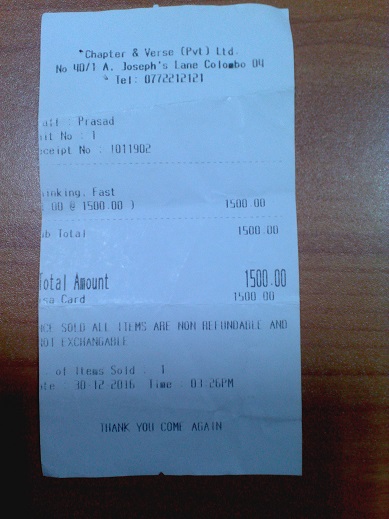 Chapter & Verse (Pvt) Ltd.
No 40/1 A, Joseph's Lane Colombo 04
Tel: 0772212121
aff : Prasad
it No : 1
ceipt No : 1011902
inking, Fast
.00 @ 1500.00 ) 1500.00
b Total 1500.00
Total Amount 1500.00
sa Card 1500.00
CE SOLD ALL ITEMS ARE NON REFUNDABLE AND
OT EXCHANGABLE
of Items Sold : 1
te : 30-12-2016 Time 01:26PM
THANK YOU COME AGAIN